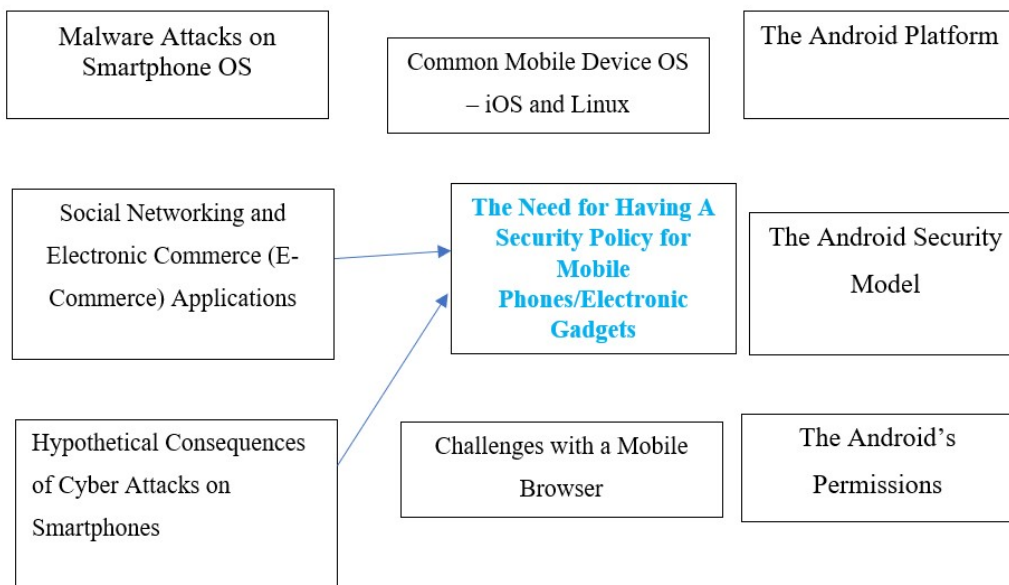 Malware Attacks on
Smartphone OS
Common Mobile Device OS
– iOS and Linux
The Android Platform
Social Networking and
Electronic Commerce (E-
Commerce) Applications
The Need for Having A
Security Policy for
Mobile
Phones/Electronic
Gadgets
The Android Security
Model
Hypothetical Consequences
of Cyber Attacks on
Smartphones
Challenges with a Mobile
Browser
The Android’s
Permissions